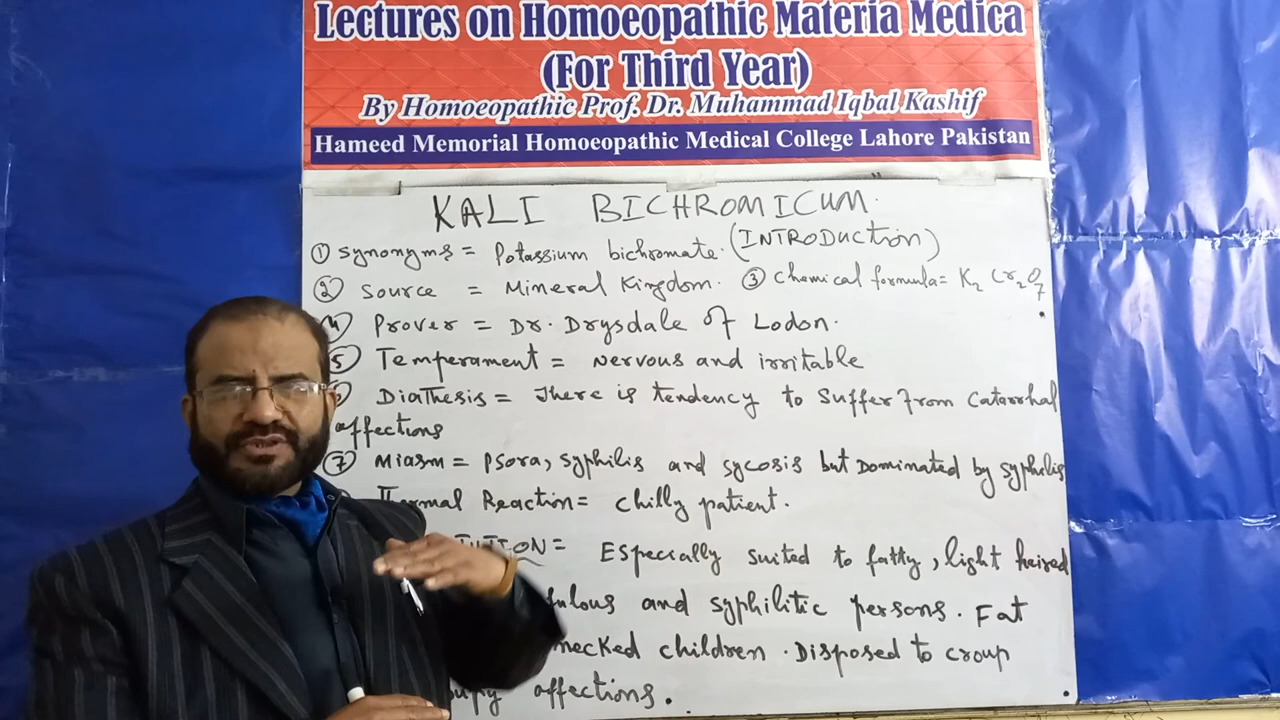 Lectures on Homoeopathic Materia Medica
(For Third Year)
By Homoeopathic Prof. Dr. Muhammad Iqbal Kashif
Hameed Memorial Homoeopathic Medical College Lahore Pakistan
KALI BICHROMICUM.
① Synonyms = Potassium bichromate. (INTRODUCTION)
② Source = Mineral Kingdom. ③ Chemical formula = K₂ Cr₂O₇
④ Prover = Dr. Drysdale of Lodon.
⑤ Temperament = Nervous and irritable
Diathesis = There is tendency to Suffer from Catarrhal
affections
⑦ Miasm = Psora, syphilis and sycosis but Dominated by syphilis
Thermal Reaction = Chilly patient.
= Especially suited to fatty, light haired
and syphilitic persons. Fat
necked children. Disposed to croup
affections.